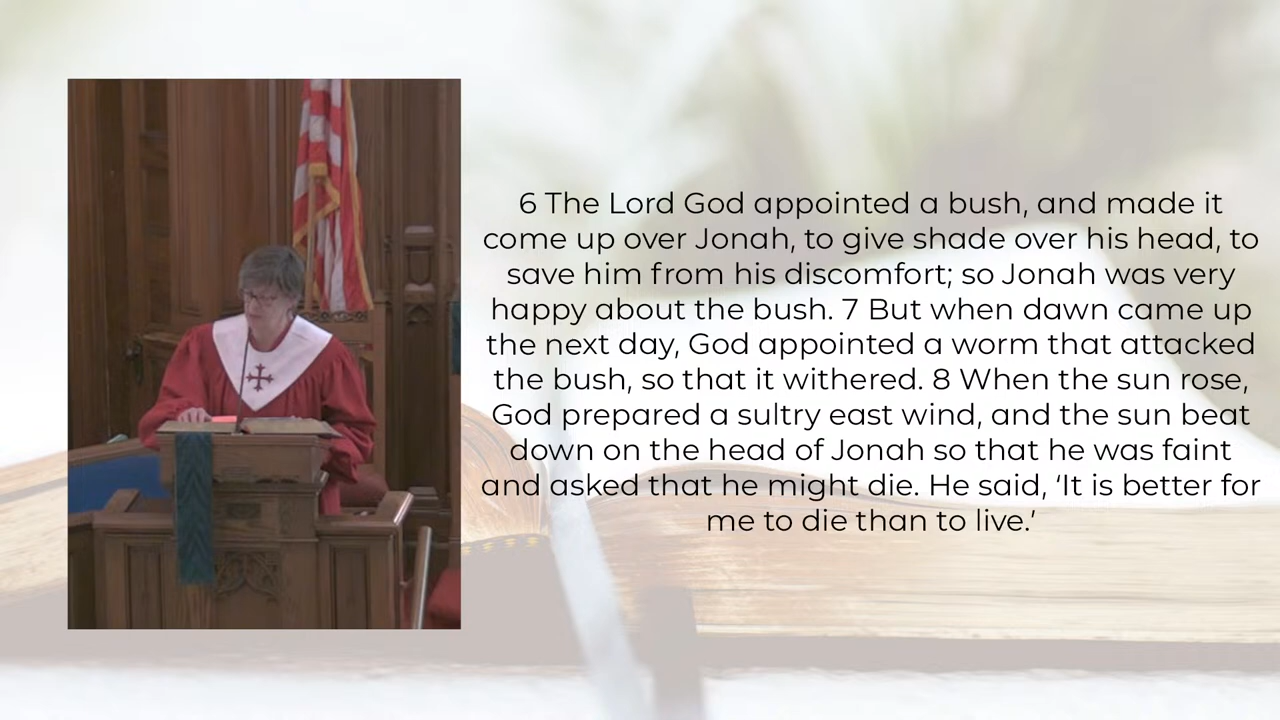 6 The Lord God appointed a bush, and made it
come up over Jonah, to give shade over his head, to
save him from his discomfort; so Jonah was very
happy about the bush. 7 But when dawn came up
the next day, God appointed a worm that attacked
the bush, so that it withered. 8 When the sun rose,
God prepared a sultry east wind, and the sun beat
down on the head of Jonah so that he was faint
and asked that he might die. He said, ‘It is better for
me to die than to live.’